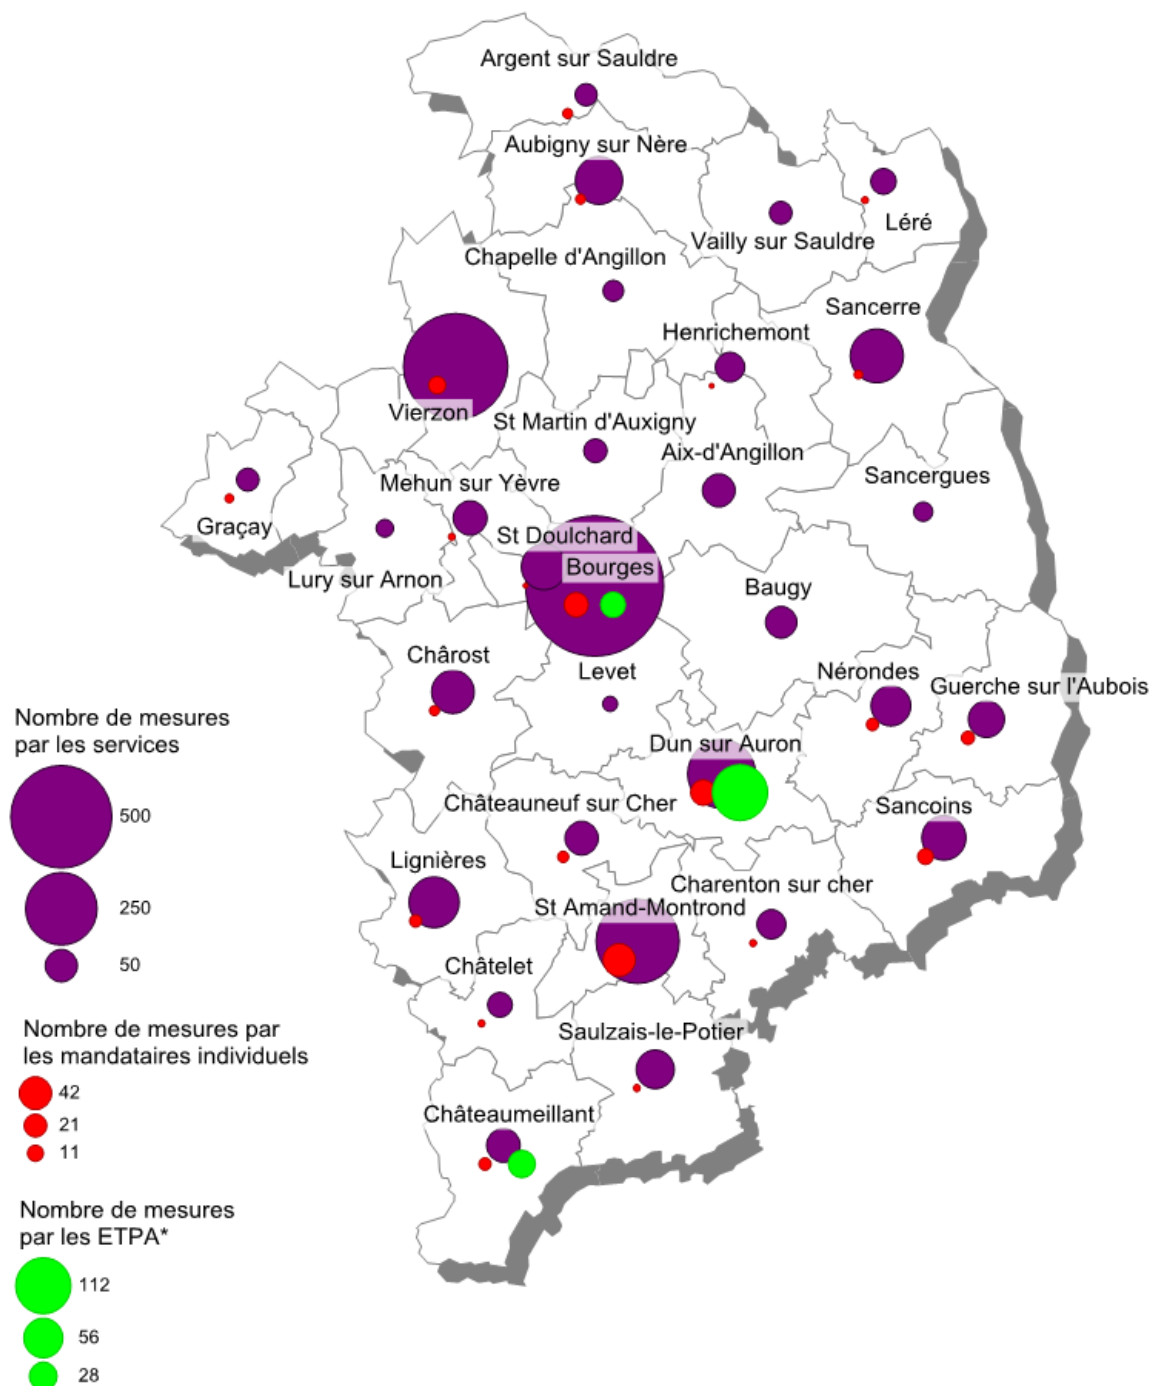 Argent sur Sauldre
Aubigny sur Nère
Vailly sur Sauldre
Léré
Chapelle d'Angillon
Sancerre
Henrichemont
Vierzon
St Martin d'Auxigny
Aix-d'Angillon
Sancergues
Mehun sur Yèvre
Graçay
St Doulchard
Bourges
Lury sur Arnon
Baugy
Chârost
Levet
Nérondes
Guerche sur l'Aubois
Dun sur Auron
Châteauneuf sur Cher
Sancoins
Lignières
Charenton sur cher
St Amand-Montrond
Châtelet
Saulzais-le-Potier
Châteaumeillant
Nombre de mesures
par les services
500
250
50
Nombre de mesures par
les mandataires individuels
42
21
11
Nombre de mesures
par les ETPA*
112
56
28